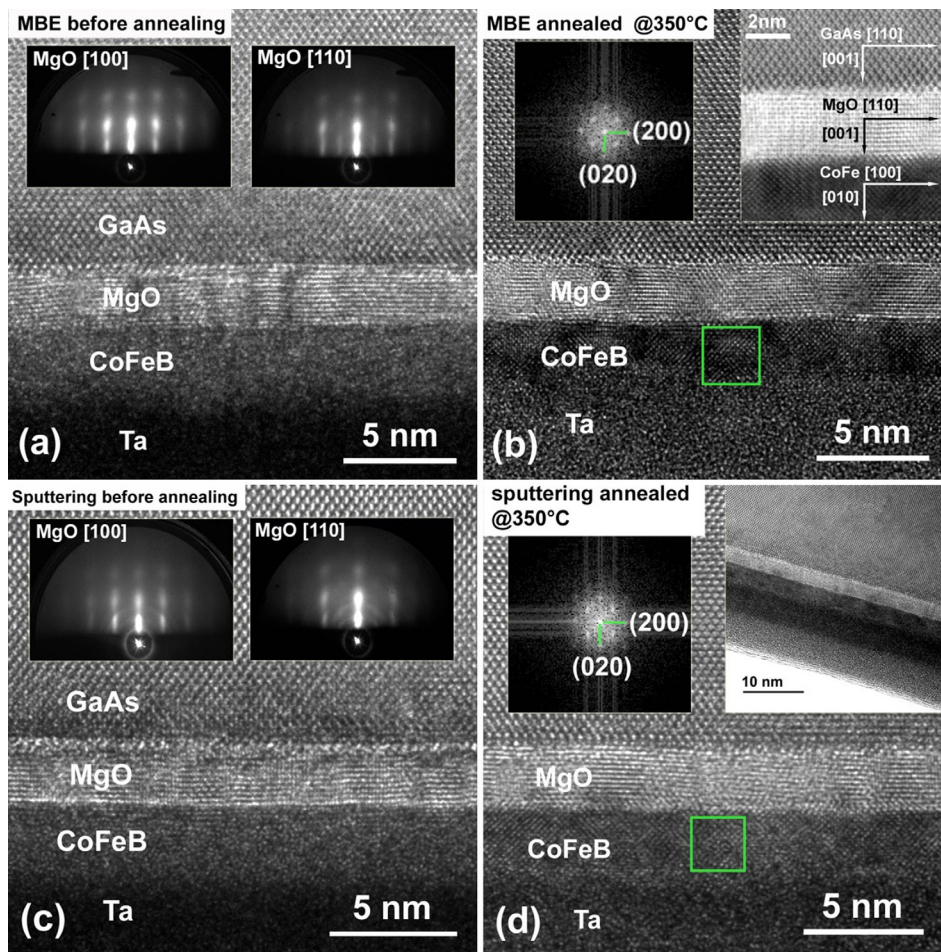 MBE before annealing
MgO [100]
MgO [110]
GaAs
MgO
CoFeB
Ta
(a)
5 nm
MBE annealed @350°C
2nm
GaAs [110]
[001]
MgO [110]
[001]
CoFe [100]
[010]
(200)
(020)
MgO
CoFeB
Ta
(b)
5 nm
Sputtering before annealing
MgO [100]
MgO [110]
GaAs
MgO
CoFeB
Ta
(c)
5 nm
sputtering annealed
@350°C
(200)
(020)
10 nm
MgO
CoFeB
Ta
(d)
5 nm